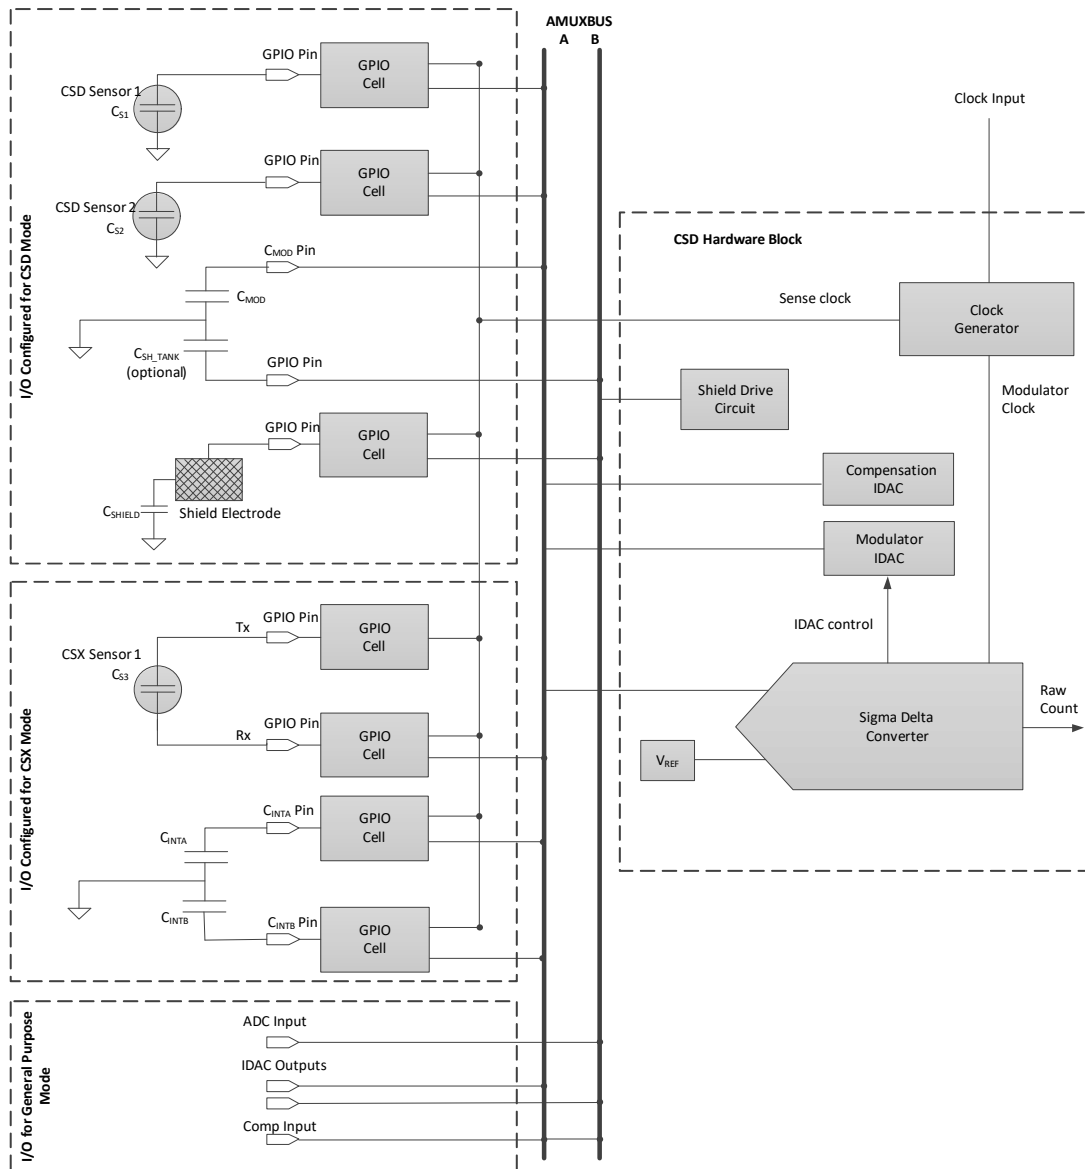 AMUXBUS
A B
I/O Configured for CSD Mode
GPIO Pin
GPIO
Cell
CSD Sensor 1
CS1
GPIO Pin
GPIO
Cell
CSD Sensor 2
CS2
CMOD Pin
CMOD
CSH_TANK
(optional)
GPIO Pin
GPIO Pin
GPIO
Cell
CSHIELD
Shield Electrode
Clock Input
CSD Hardware Block
Sense clock
Clock
Generator
Shield Drive
Circuit
Modulator
Clock
Compensation
IDAC
Modulator
IDAC
IDAC control
Sigma Delta
Converter
Raw
Count
VREF
I/O Configured for CSX Mode
Tx
GPIO Pin
GPIO
Cell
CSX Sensor 1
CS3
Rx
GPIO Pin
GPIO
Cell
CINTA Pin
GPIO
Cell
CINTA
CINTB
CINTB Pin
GPIO
Cell
I/O for General Purpose
Mode
ADC Input
IDAC Outputs
Comp Input